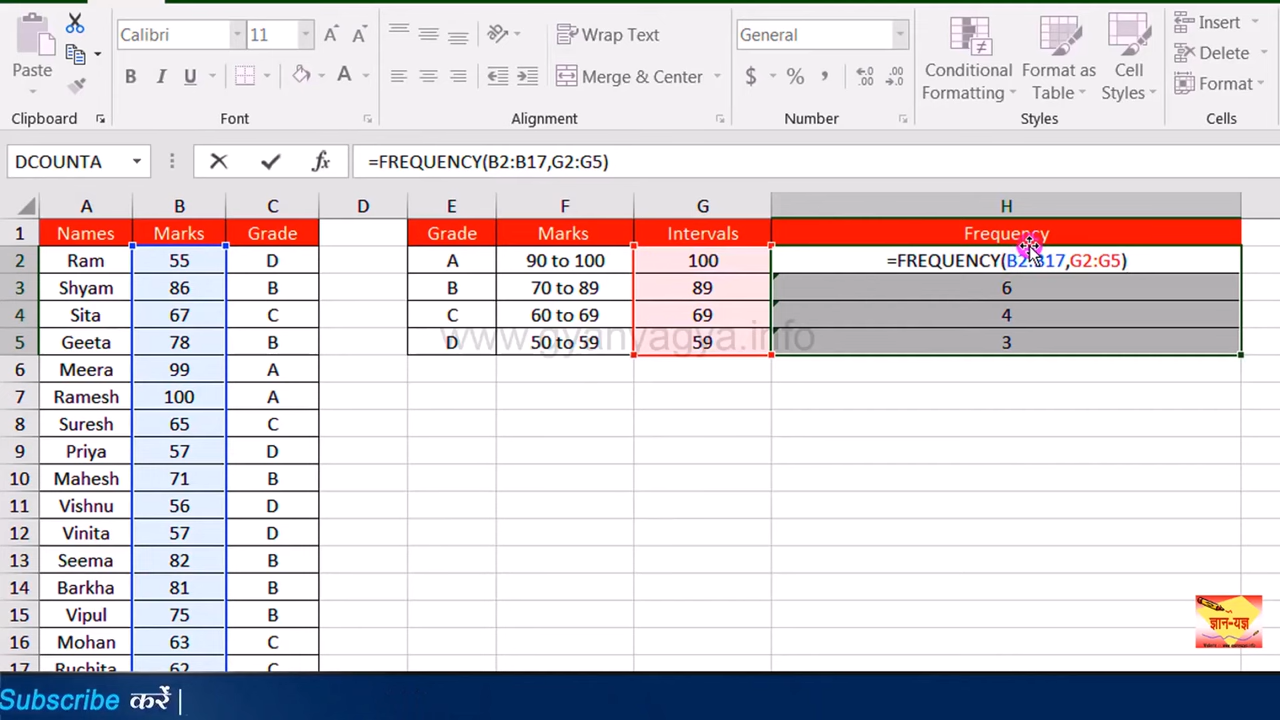 Calibri 11 Wrap Text General Insert
Paste B I U A Merge & Center $ % , Conditional Formatting Format as Table Cell Styles Delete
Format
Clipboard Font Alignment Number Styles Cells
DCOUNTA fx =FREQUENCY(B2:B17,G2:G5)
A B C D E F G H
1 Names Marks Grade Grade Marks Intervals Frequency
2 Ram 55 D A 90 to 100 100 =FREQUENCY(B2:B17,G2:G5)
3 Shyam 86 B B 70 to 89 89 6
4 Sita 67 C C 60 to 69 69 4
www.gyanyagya.info
5 Geeta 78 B D 50 to 59 59 3
6 Meera 99 A
7 Ramesh 100 A
8 Suresh 65 C
9 Priya 57 D
10 Mahesh 71 B
11 Vishnu 56 D
12 Vinita 57 D
13 Seema 82 B
14 Barkha 81 B
15 Vipul 75 B
16 Mohan 63 C
17 Ruchita 62 C
ज्ञान-यज्ञ
Subscribe करें